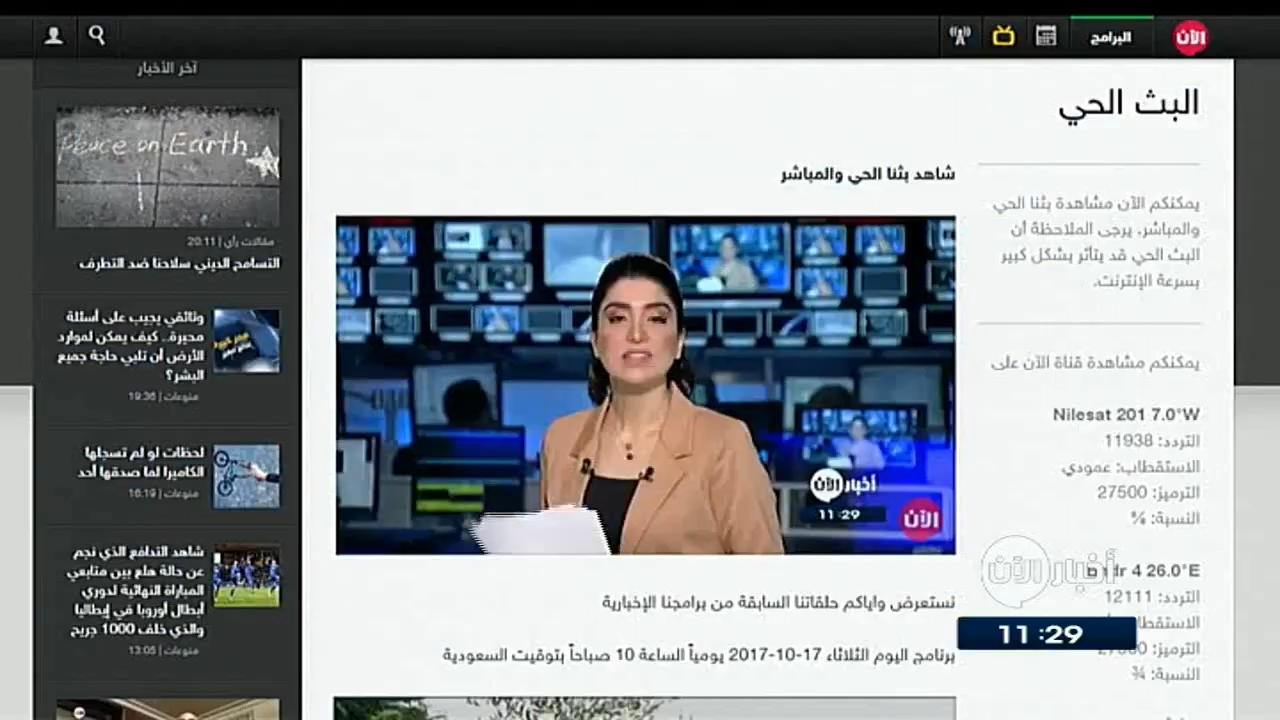 الآن
البرامج
البث الحي
يمكنكم الآن مشاهدة بثنا الحي
والمباشر. يرجى الملاحظة أن
البث الحي قد يتأثر بشكل كبير
بسرعة الإنترنت.
يمكنكم مشاهدة قناة الآن على
Nilesat 201 7.0°W
التردد: 11938
الاستقطاب: عمودي
الترميز: 27500
النسبة: ¾
4 26.0°E
التردد: 12111
الترميز:
النسبة: ¾
أخبار الآن
11:29
شاهد بثنا الحي والمباشر
أخبار الآن
11:29
الآن
نستعرض وإياكم حلقاتنا السابقة من برامجنا الإخبارية
برنامج اليوم الثلاثاء 17-10-2017 يومياً الساعة 10 صباحاً بتوقيت السعودية
آخر الأخبار
Peace on Earth
مقالات رأي | 20:11
التسامح الديني سلاحنا ضد التطرف
وثائقي يجيب على أسئلة
محيرة.. كيف يمكن لموارد
الأرض أن تلبي حاجة جميع
البشر؟
منوعات | 19:36
لحظات لو لم تسجلها
الكاميرا لما صدقها أحد
منوعات | 16:19
شاهد التدافع الذي نجم
عن حالة هلع بين متابعي
المباراة النهائية لدوري
أبطال أوروبا في إيطاليا
والذي خلف 1000 جريح
منوعات | 13:05